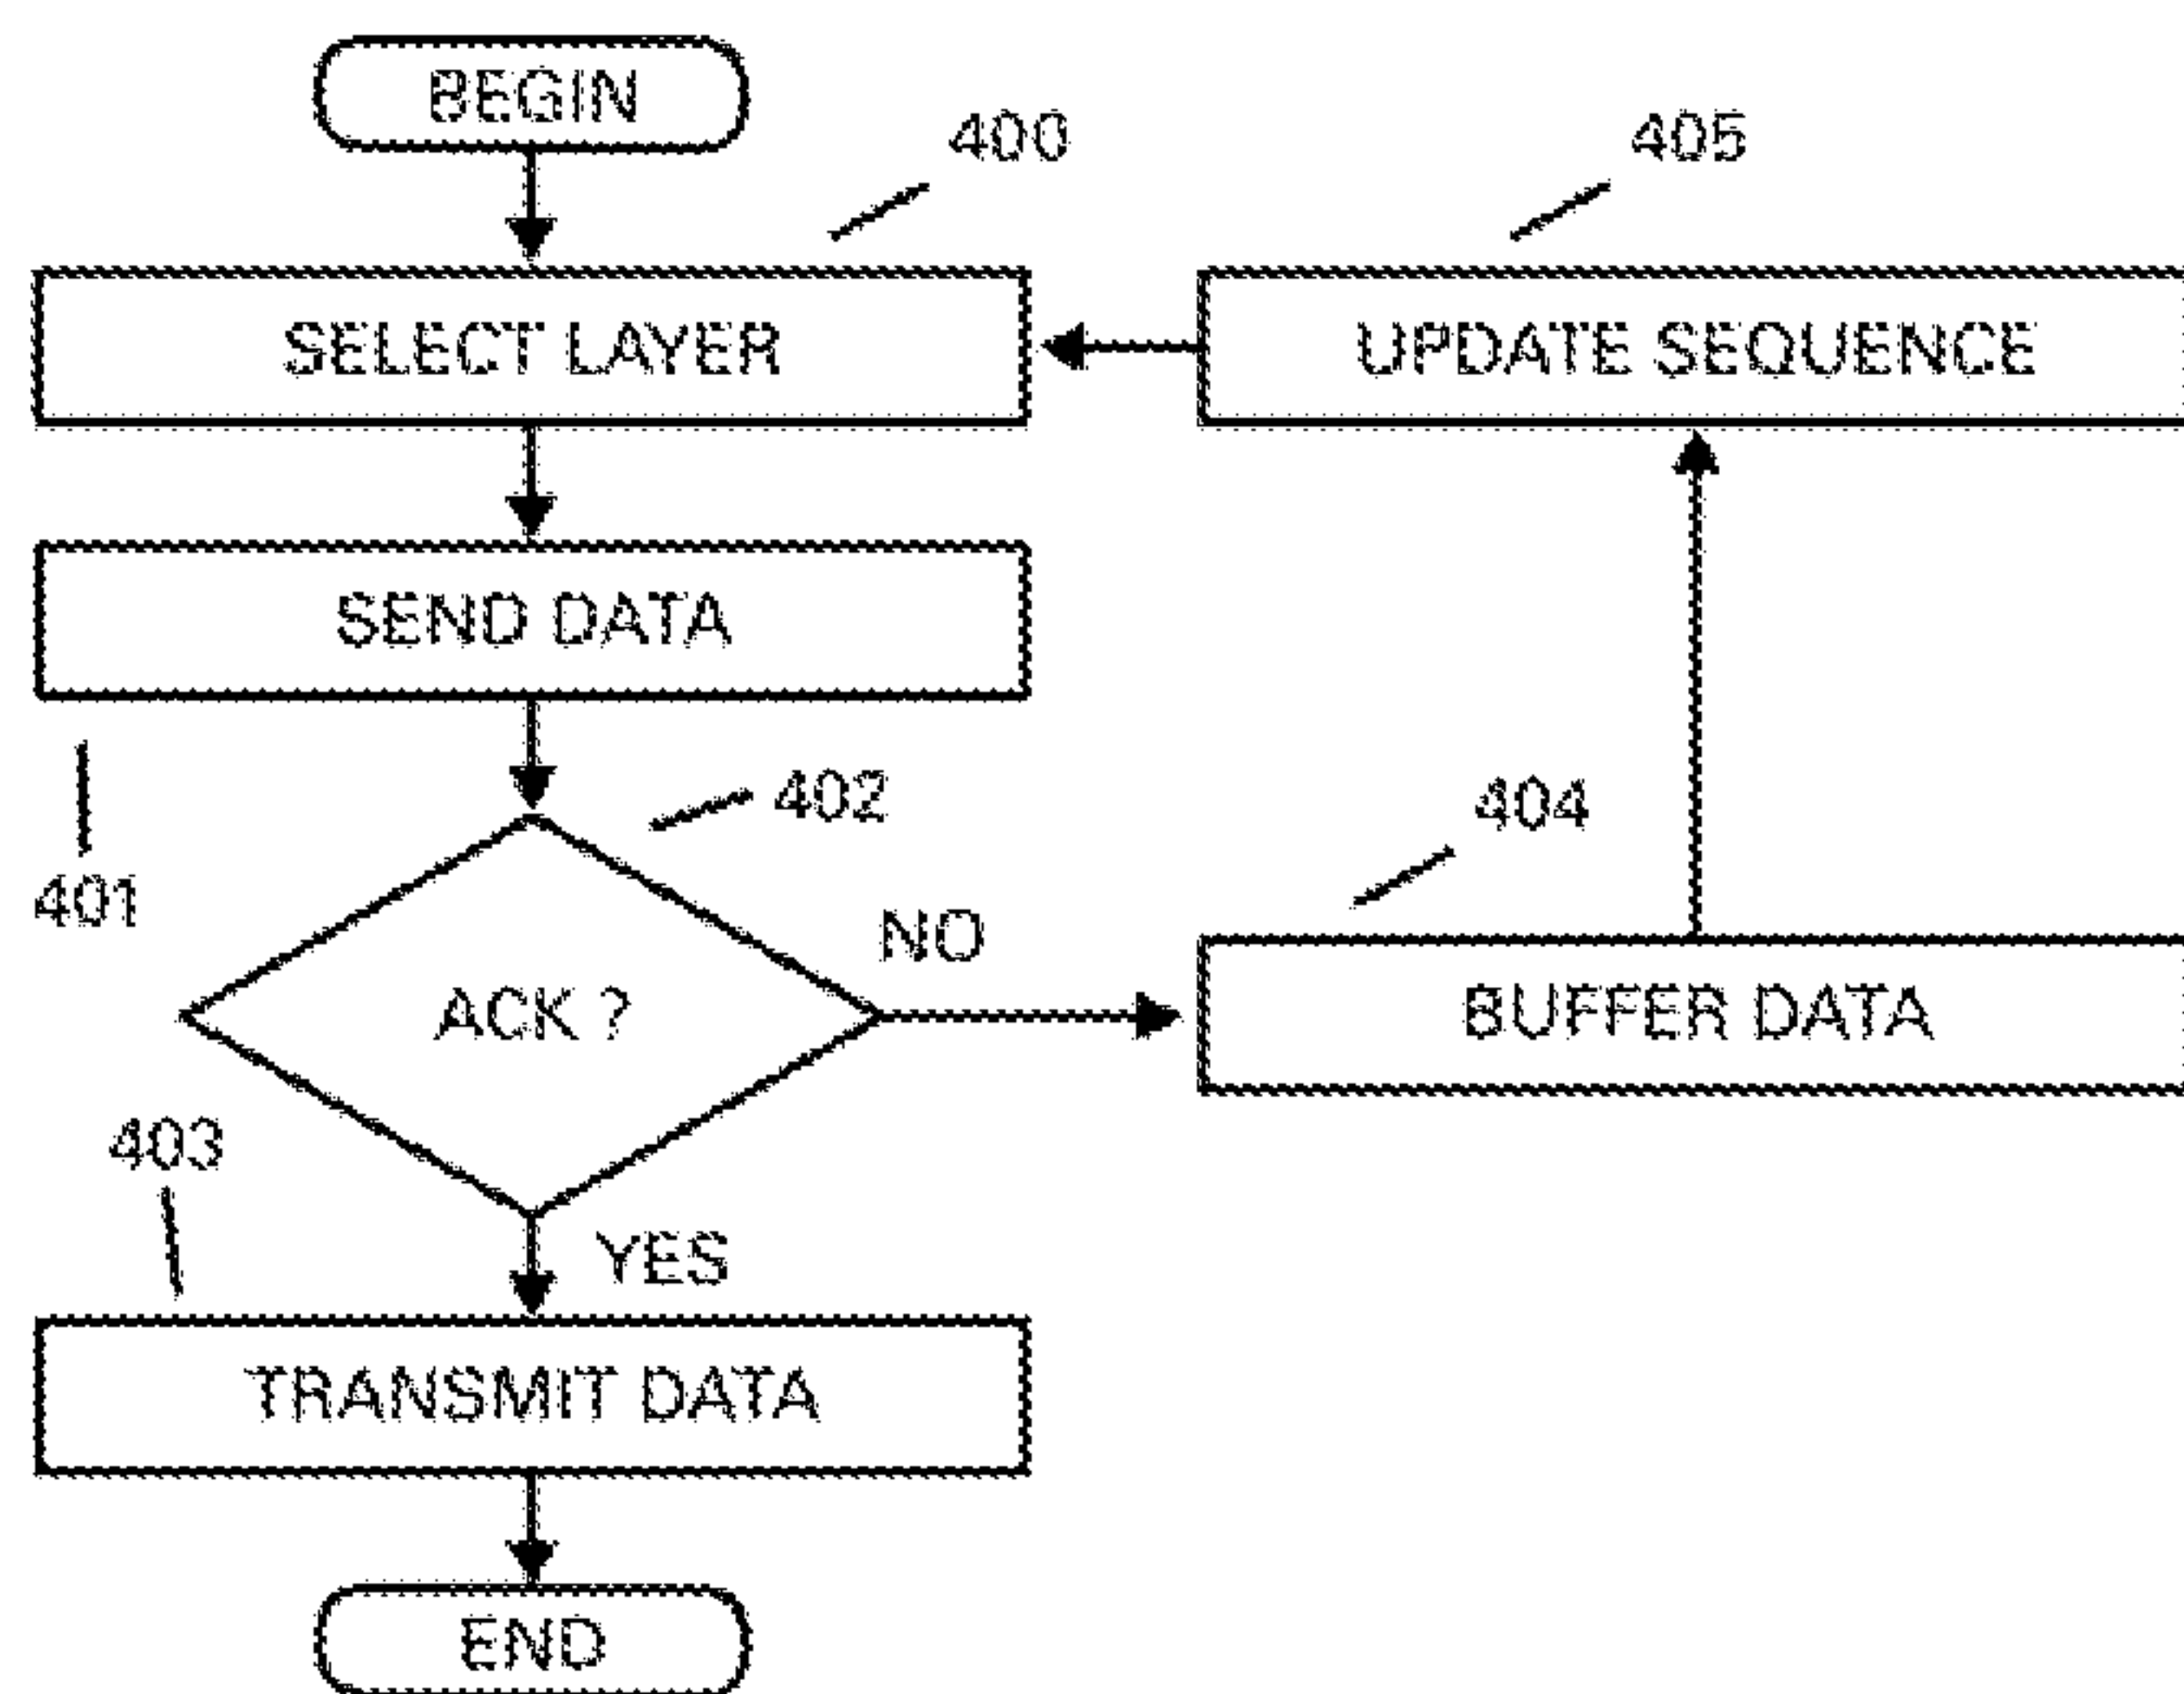 BEGIN
400
405
SELECT LAYER
UPDATE SEQUENCE
SEND DATA
402
404
401
NO
ACK ?
BUFFER DATA
403
YES
TRANSMIT DATA
END